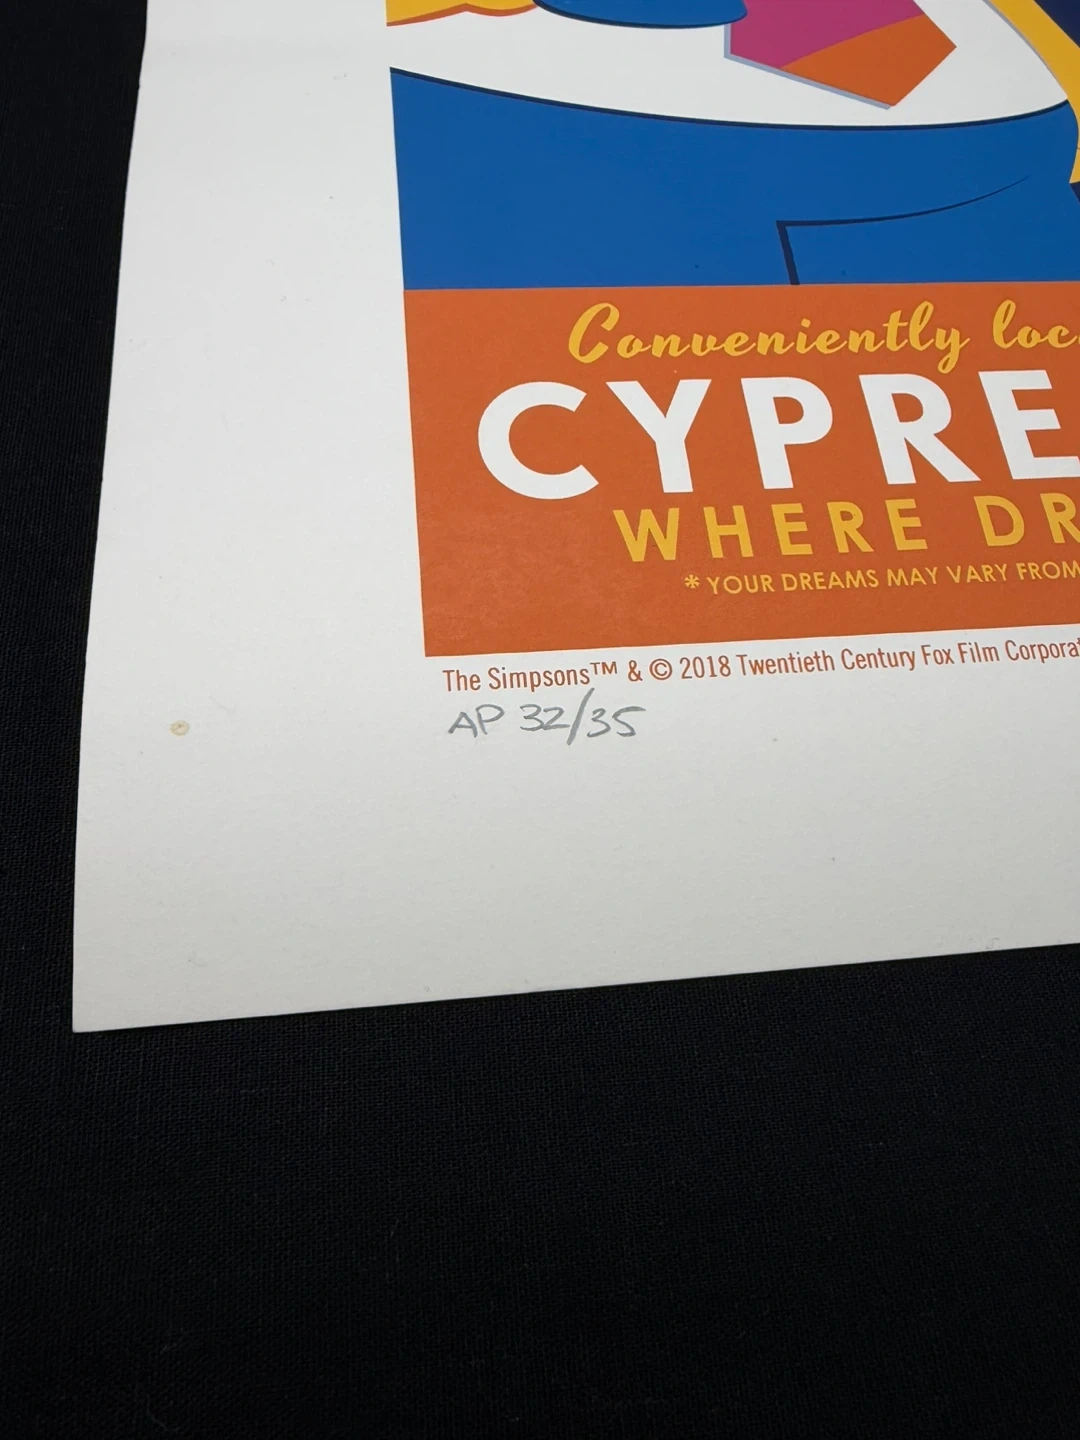 Conveniently loc
CYPRE
WHERE DR
* YOUR DREAMS MAY VARY FROM
The Simpsons™ & © 2018 Twentieth Century Fox Film Corpora
AP 32/35